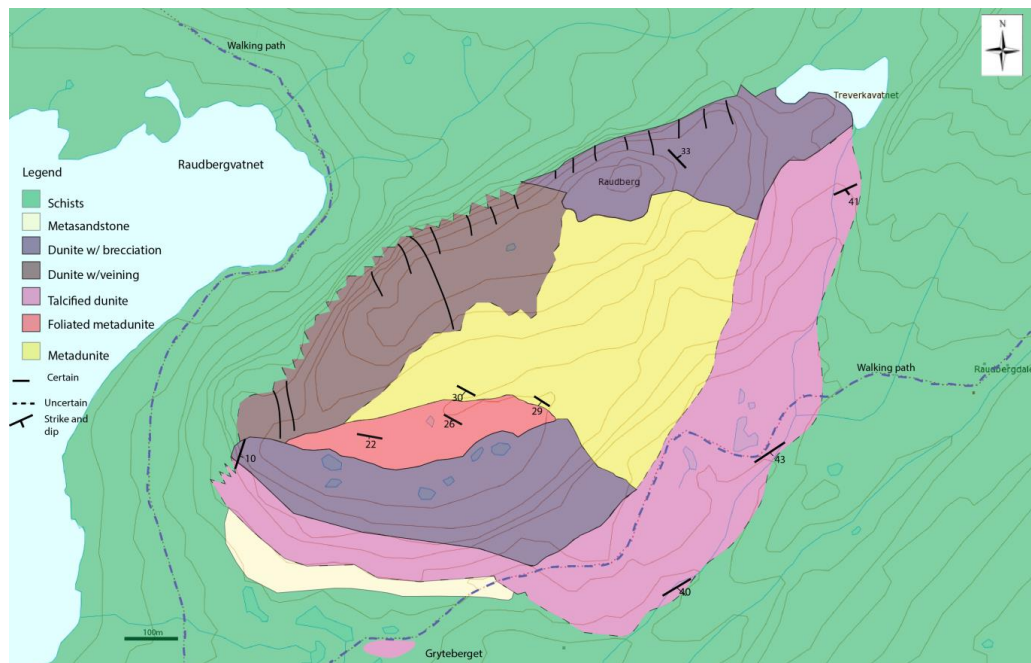 N
Walking path
Treverkavatnet
Raudbergvatnet
33
Raudberg
Legend
41
Schists
Metasandstone
Dunite w/ brecciation
Dunite w/veining
Talcified dunite
Foliated metadunite
Metadunite
Walking path
Raudbergdale
Certain
30
29
Uncertain
26
Strike and
dip
22
10
43
40
100m
Gryteberget